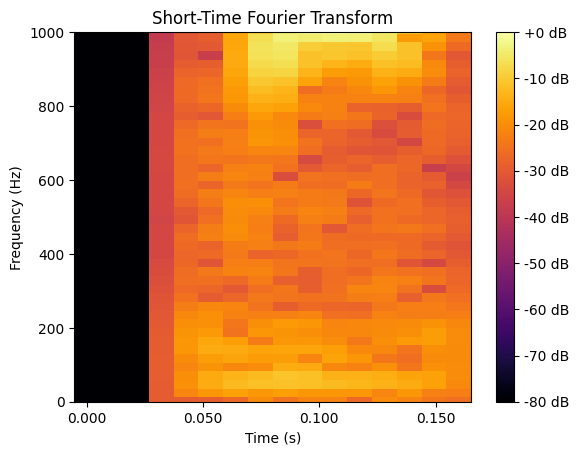 Short-Time Fourier Transform
1000
800
600
400
200
0
Frequency (Hz)
0.000
0.050
0.100
0.150
Time (s)
+0 dB
-10 dB
-20 dB
-30 dB
-40 dB
-50 dB
-60 dB
-70 dB
-80 dB